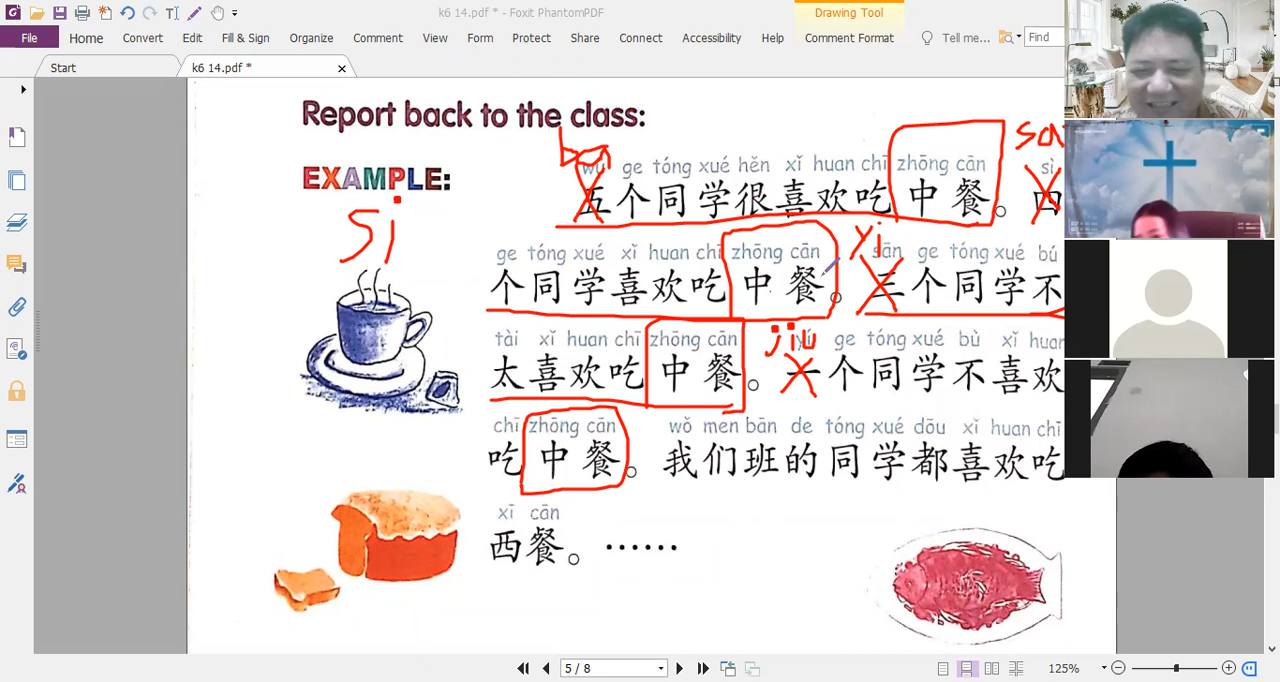 k6 14.pdf * - Foxit PhantomPDF
Drawing Tool
File Home Convert Edit Fill & Sign Organize Comment View Form Protect Share Connect Accessibility Help Comment Format Tell me... Find
Start k6 14.pdf *
Report back to the class:
EXAMPLE:
ge tóng xué hěn xǐ huan chī zhōng cān sì
五个同学很喜欢吃中餐。四
si
yi
ge tóng xué xǐ huan chī zhōng cān sān ge tóng xué bú
个同学喜欢吃中餐。三个同学不
jiu
tài xǐ huan chī zhōng cān yí ge tóng xué bù xǐ huan
太喜欢吃中餐。一个同学不喜欢
chī zhōng cān wǒ men bān de tóng xué dōu xǐ huan chī
吃中餐。我们班的同学都喜欢吃
xī cān
西餐。······
5 / 8
125%